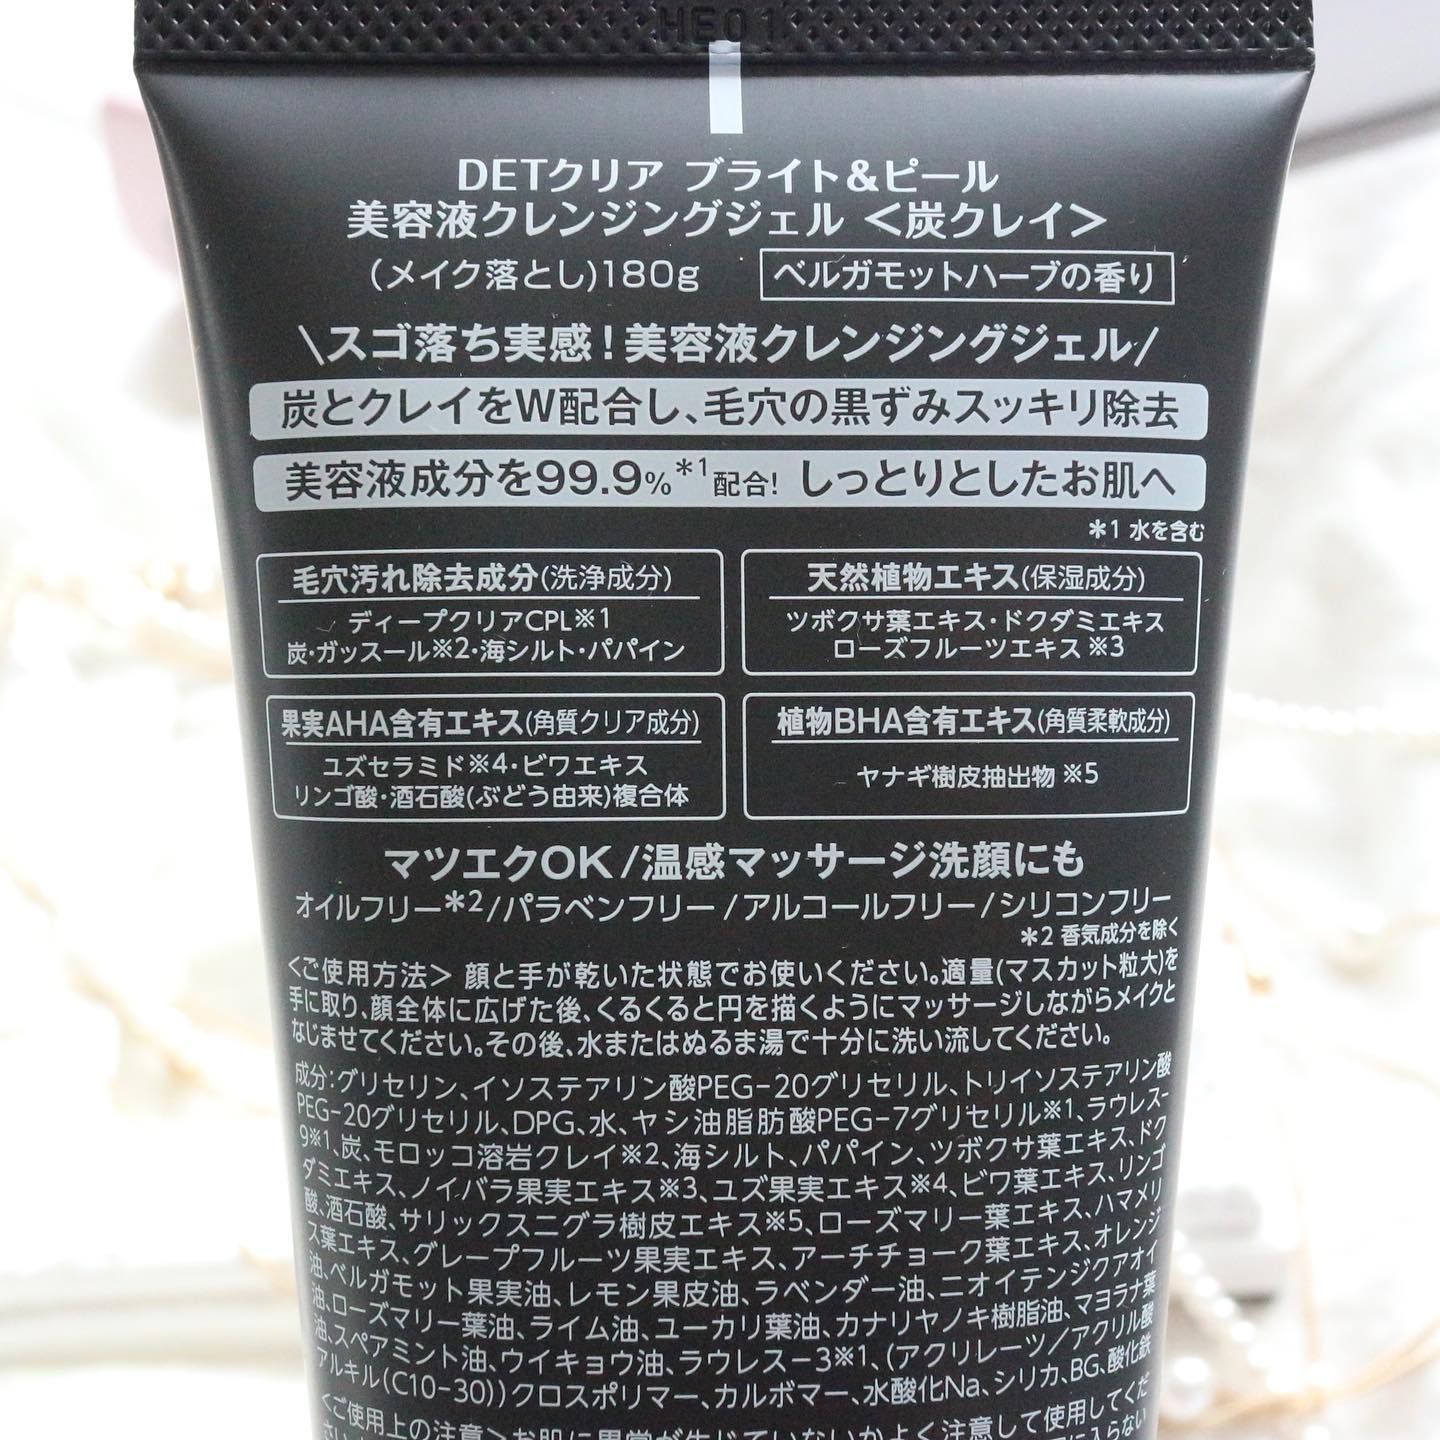 HE01
DETクリア ブライト&ピール
美容液クレンジングジェル <炭クレイ>
(メイク落とし)180g
ベルガモットハーブの香り
\スゴ落ち実感!美容液クレンジングジェル/
炭とクレイをW配合し、毛穴の黒ずみスッキリ除去
美容液成分を99.9%*1配合! しっとりとしたお肌へ
*1 水を含む
毛穴汚れ除去成分(洗浄成分)
ディープクリアCPL※1
炭・ガッスール※2・海シルト・パパイン
天然植物エキス(保湿成分)
ツボクサ葉エキス・ドクダミエキス
ローズフルーツエキス※3
果実AHA含有エキス(角質クリア成分)
ユズセラミド※4・ビワエキス
リンゴ酸・酒石酸(ぶどう由来)複合体
植物BHA含有エキス(角質柔軟成分)
ヤナギ樹皮抽出物 ※5
マツエクOK/温感マッサージ洗顔にも
オイルフリー*2/パラベンフリー/アルコールフリー/シリコンフリー
*2 香気成分を除く
<ご使用方法> 顔と手が乾いた状態でお使いください。適量(マスカット粒大)を
手に取り、顔全体に広げた後、くるくると円を描くようにマッサージしながらメイクと
なじませてください。その後、水またはぬるま湯で十分に洗い流してください。
成分:グリセリン、イソステアリン酸PEG-20グリセリル、トリイソステアリン酸
PEG-20グリセリル、DPG、水、ヤシ油脂肪酸PEG-7グリセリル※1、ラウレス-
9※1、炭、モロッコ溶岩クレイ※2、海シルト、パパイン、ツボクサ葉エキス、ドク
ダミエキス、ノイバラ果実エキス※3、ユズ果実エキス※4、ビワ葉エキス、リンゴ
酸、酒石酸、サリックスニグラ樹皮エキス※5、ローズマリー葉エキス、ハマメリ
ス葉エキス、グレープフルーツ果実エキス、アーチチョーク葉エキス、オレンジ
油、ベルガモット果実油、レモン果皮油、ラベンダー油、ニオイテンジクアオイ
油、ローズマリー葉油、ライム油、ユーカリ葉油、カナリヤノキ樹脂油、マヨラナ葉
油、スペアミント油、ウイキョウ油、ラウレス-3※1、(アクリレーツ/アクリル酸
アルキル(C10-30))クロスポリマー、カルボマー、水酸化Na、シリカ、BG、酸化鉄
<ご使用上の注意>お肌に異常が生じていないかよく注意して使用してくだ